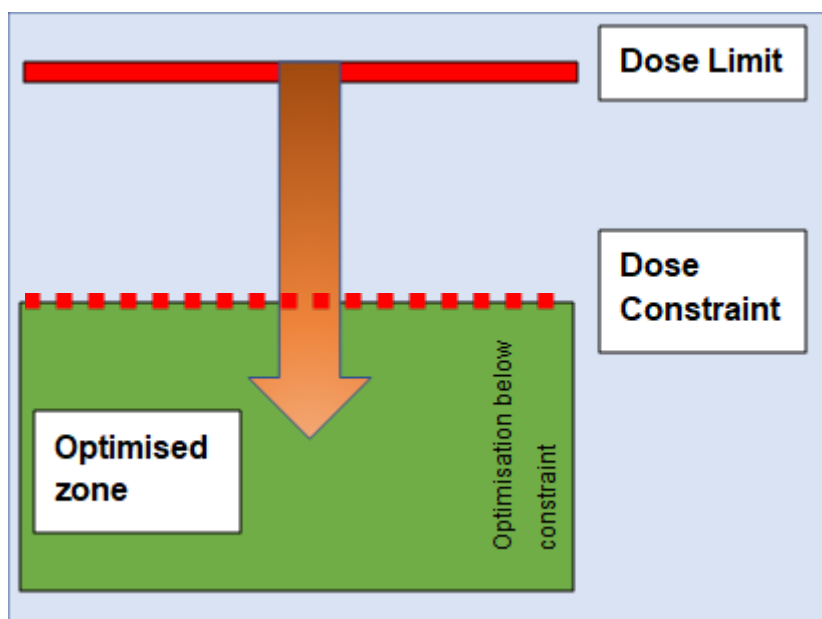 Dose Limit
Dose
Constraint
Optimised
zone
Optimisation below
constraint